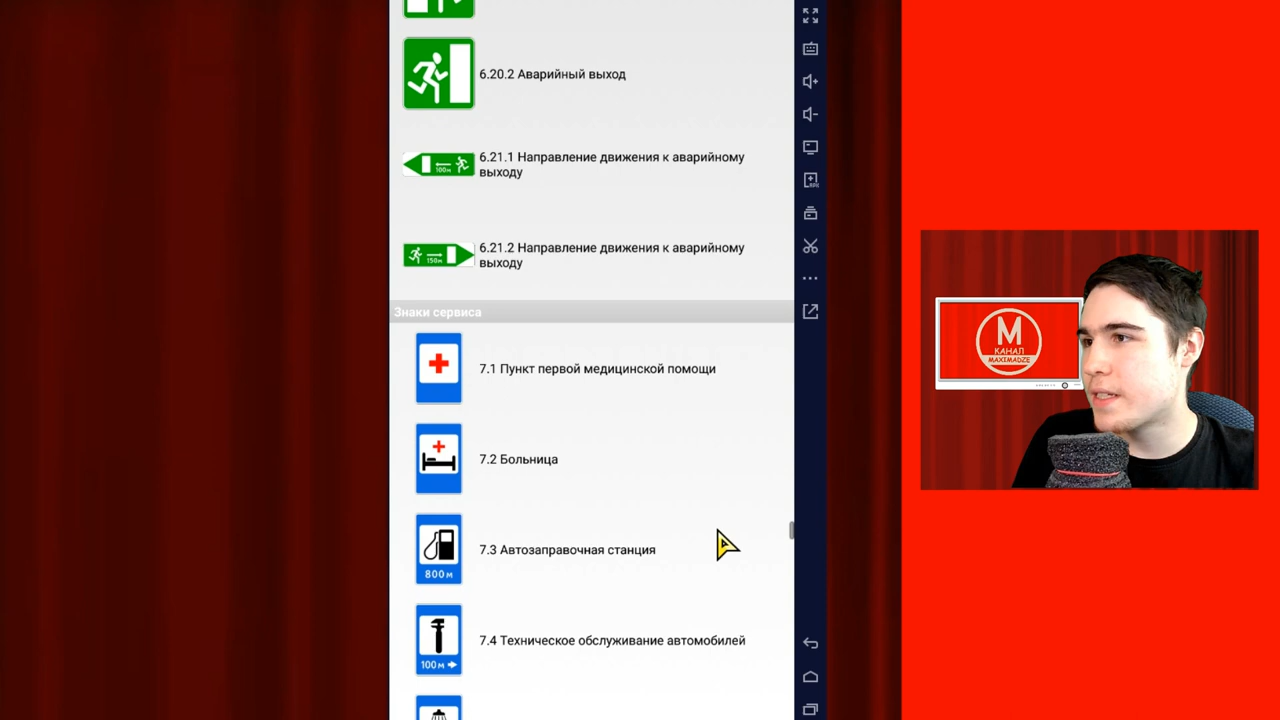 6.20.2 Аварийный выход
100м
6.21.1 Направление движения к аварийному
выходу
150м
6.21.2 Направление движения к аварийному
выходу
Знаки сервиса
7.1 Пункт первой медицинской помощи
7.2 Больница
7.3 Автозаправочная станция
800 м
7.4 Техническое обслуживание автомобилей
100 м
М
КАНАЛ
MAXIMADZE